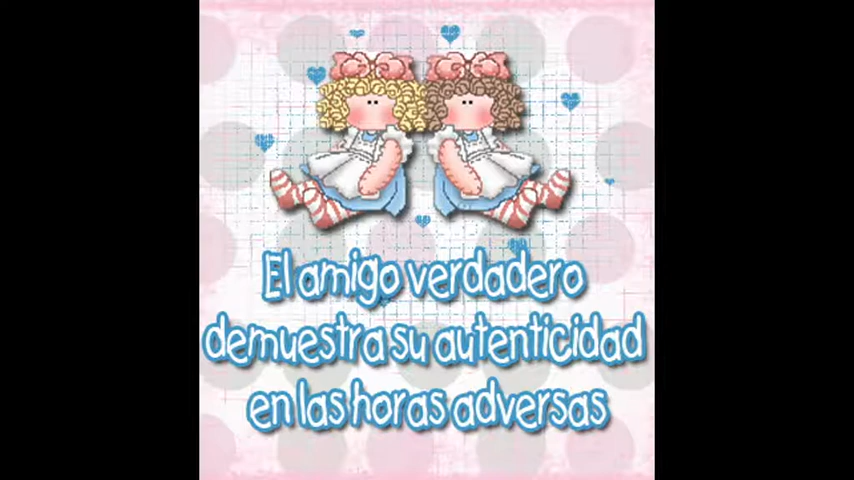 El amigo verdadero
demuestra su autenticidad
en las horas adversas